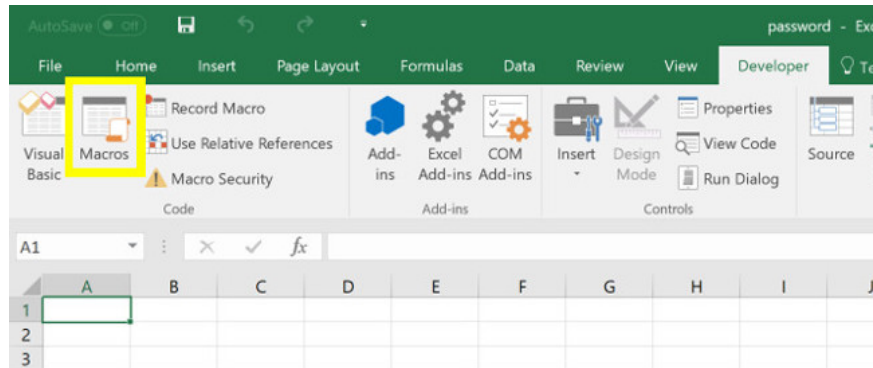 AutoSave Off
password - Exc
File Home Insert Page Layout Formulas Data Review View Developer Te
Visual Basic
Macros
Record Macro
Use Relative References
Macro Security
Code
Add-ins
Excel Add-ins
COM Add-ins
Add-ins
Insert
Design Mode
Properties
View Code
Run Dialog
Controls
Source
A1
fx
A B C D E F G H I J
1
2
3